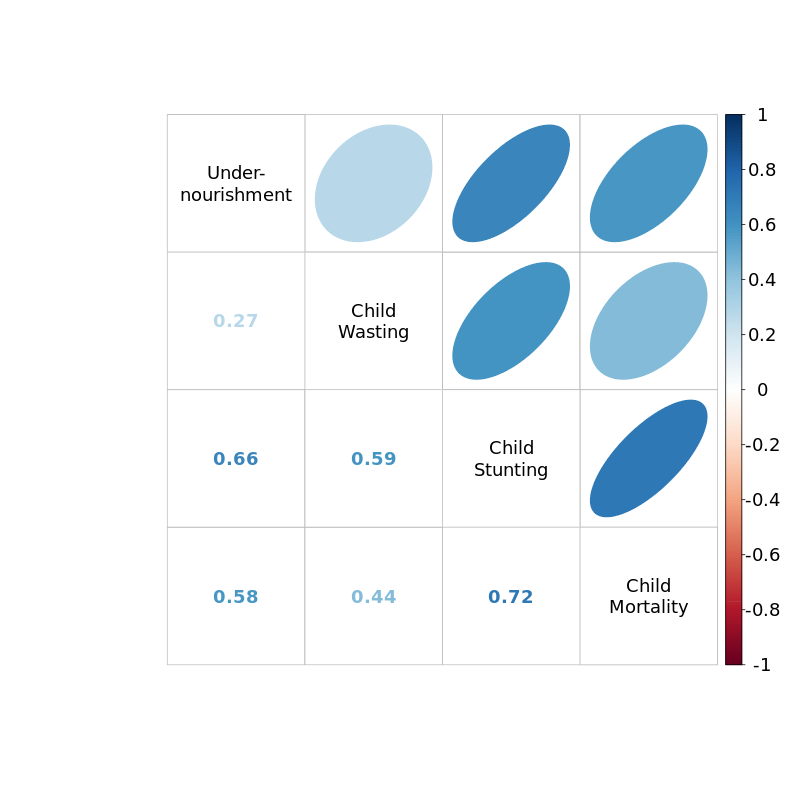 Under-
nourishment
0.27
Child
Wasting
0.66
0.59
Child
Stunting
0.58
0.44
0.72
Child
Mortality
1
0.8
0.6
0.4
0.2
0
-0.2
-0.4
-0.6
-0.8
-1